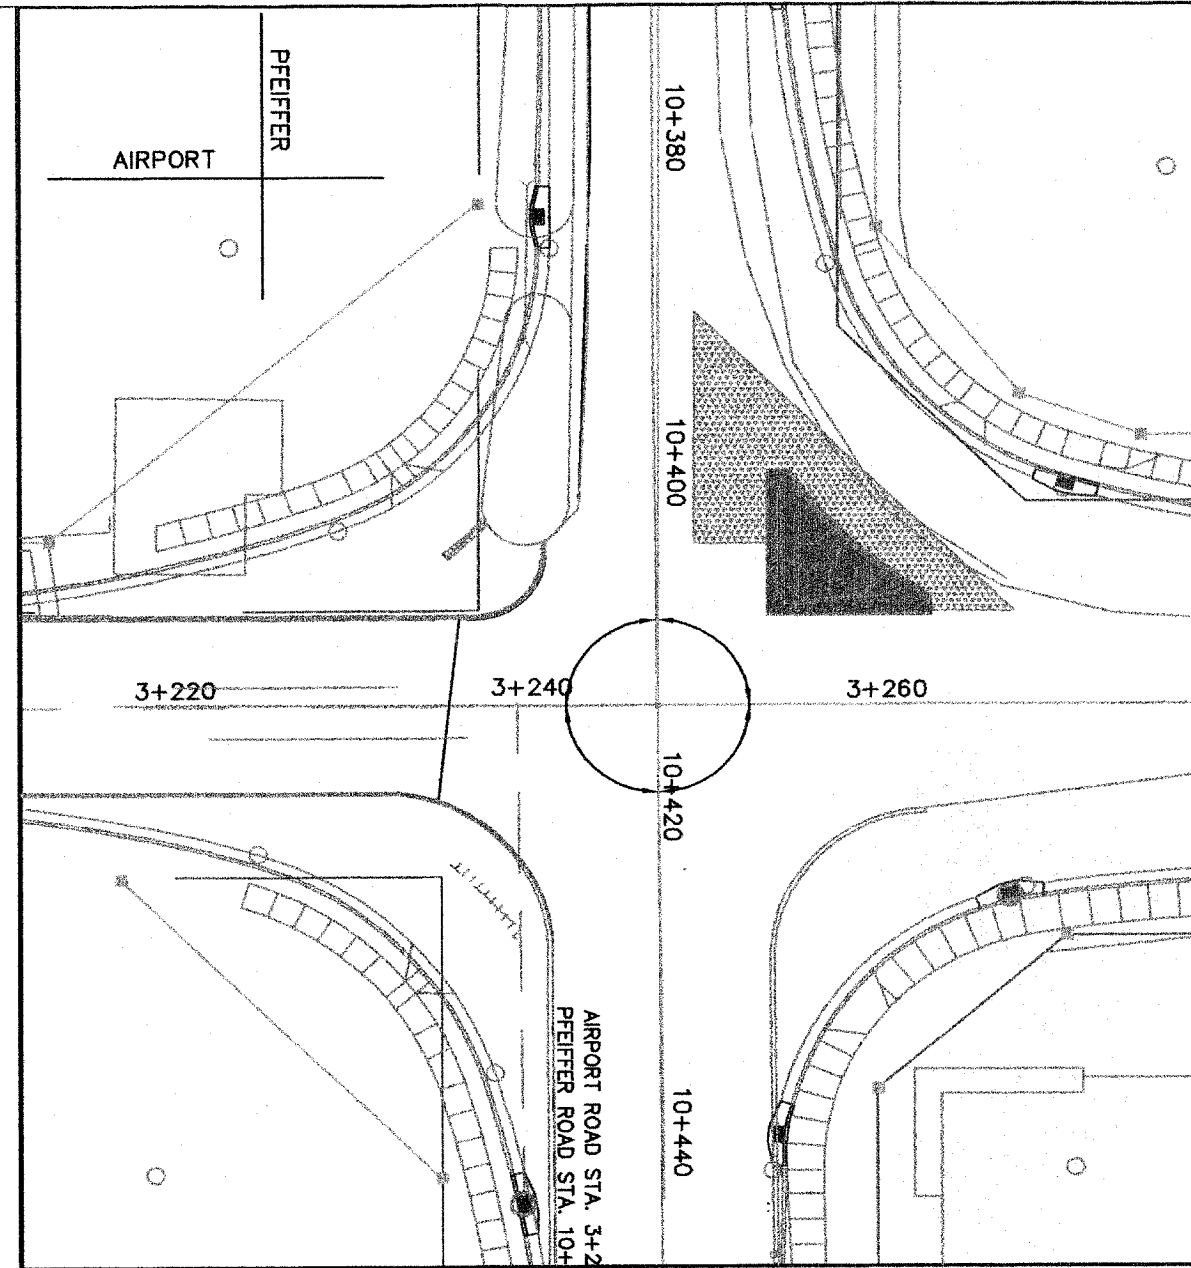 PFEIFFER
AIRPORT
10+380
10+400
3+220
3+240
3+260
10+420
10+440
AIRPORT ROAD STA. 3+2
PFEIFFER ROAD STA. 10+